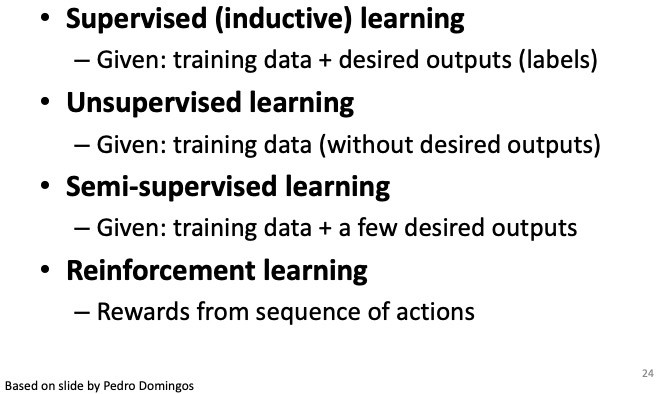 • Supervised (inductive) learning
– Given: training data + desired outputs (labels)
• Unsupervised learning
– Given: training data (without desired outputs)
• Semi-supervised learning
– Given: training data + a few desired outputs
• Reinforcement learning
– Rewards from sequence of actions
24
Based on slide by Pedro Domingos